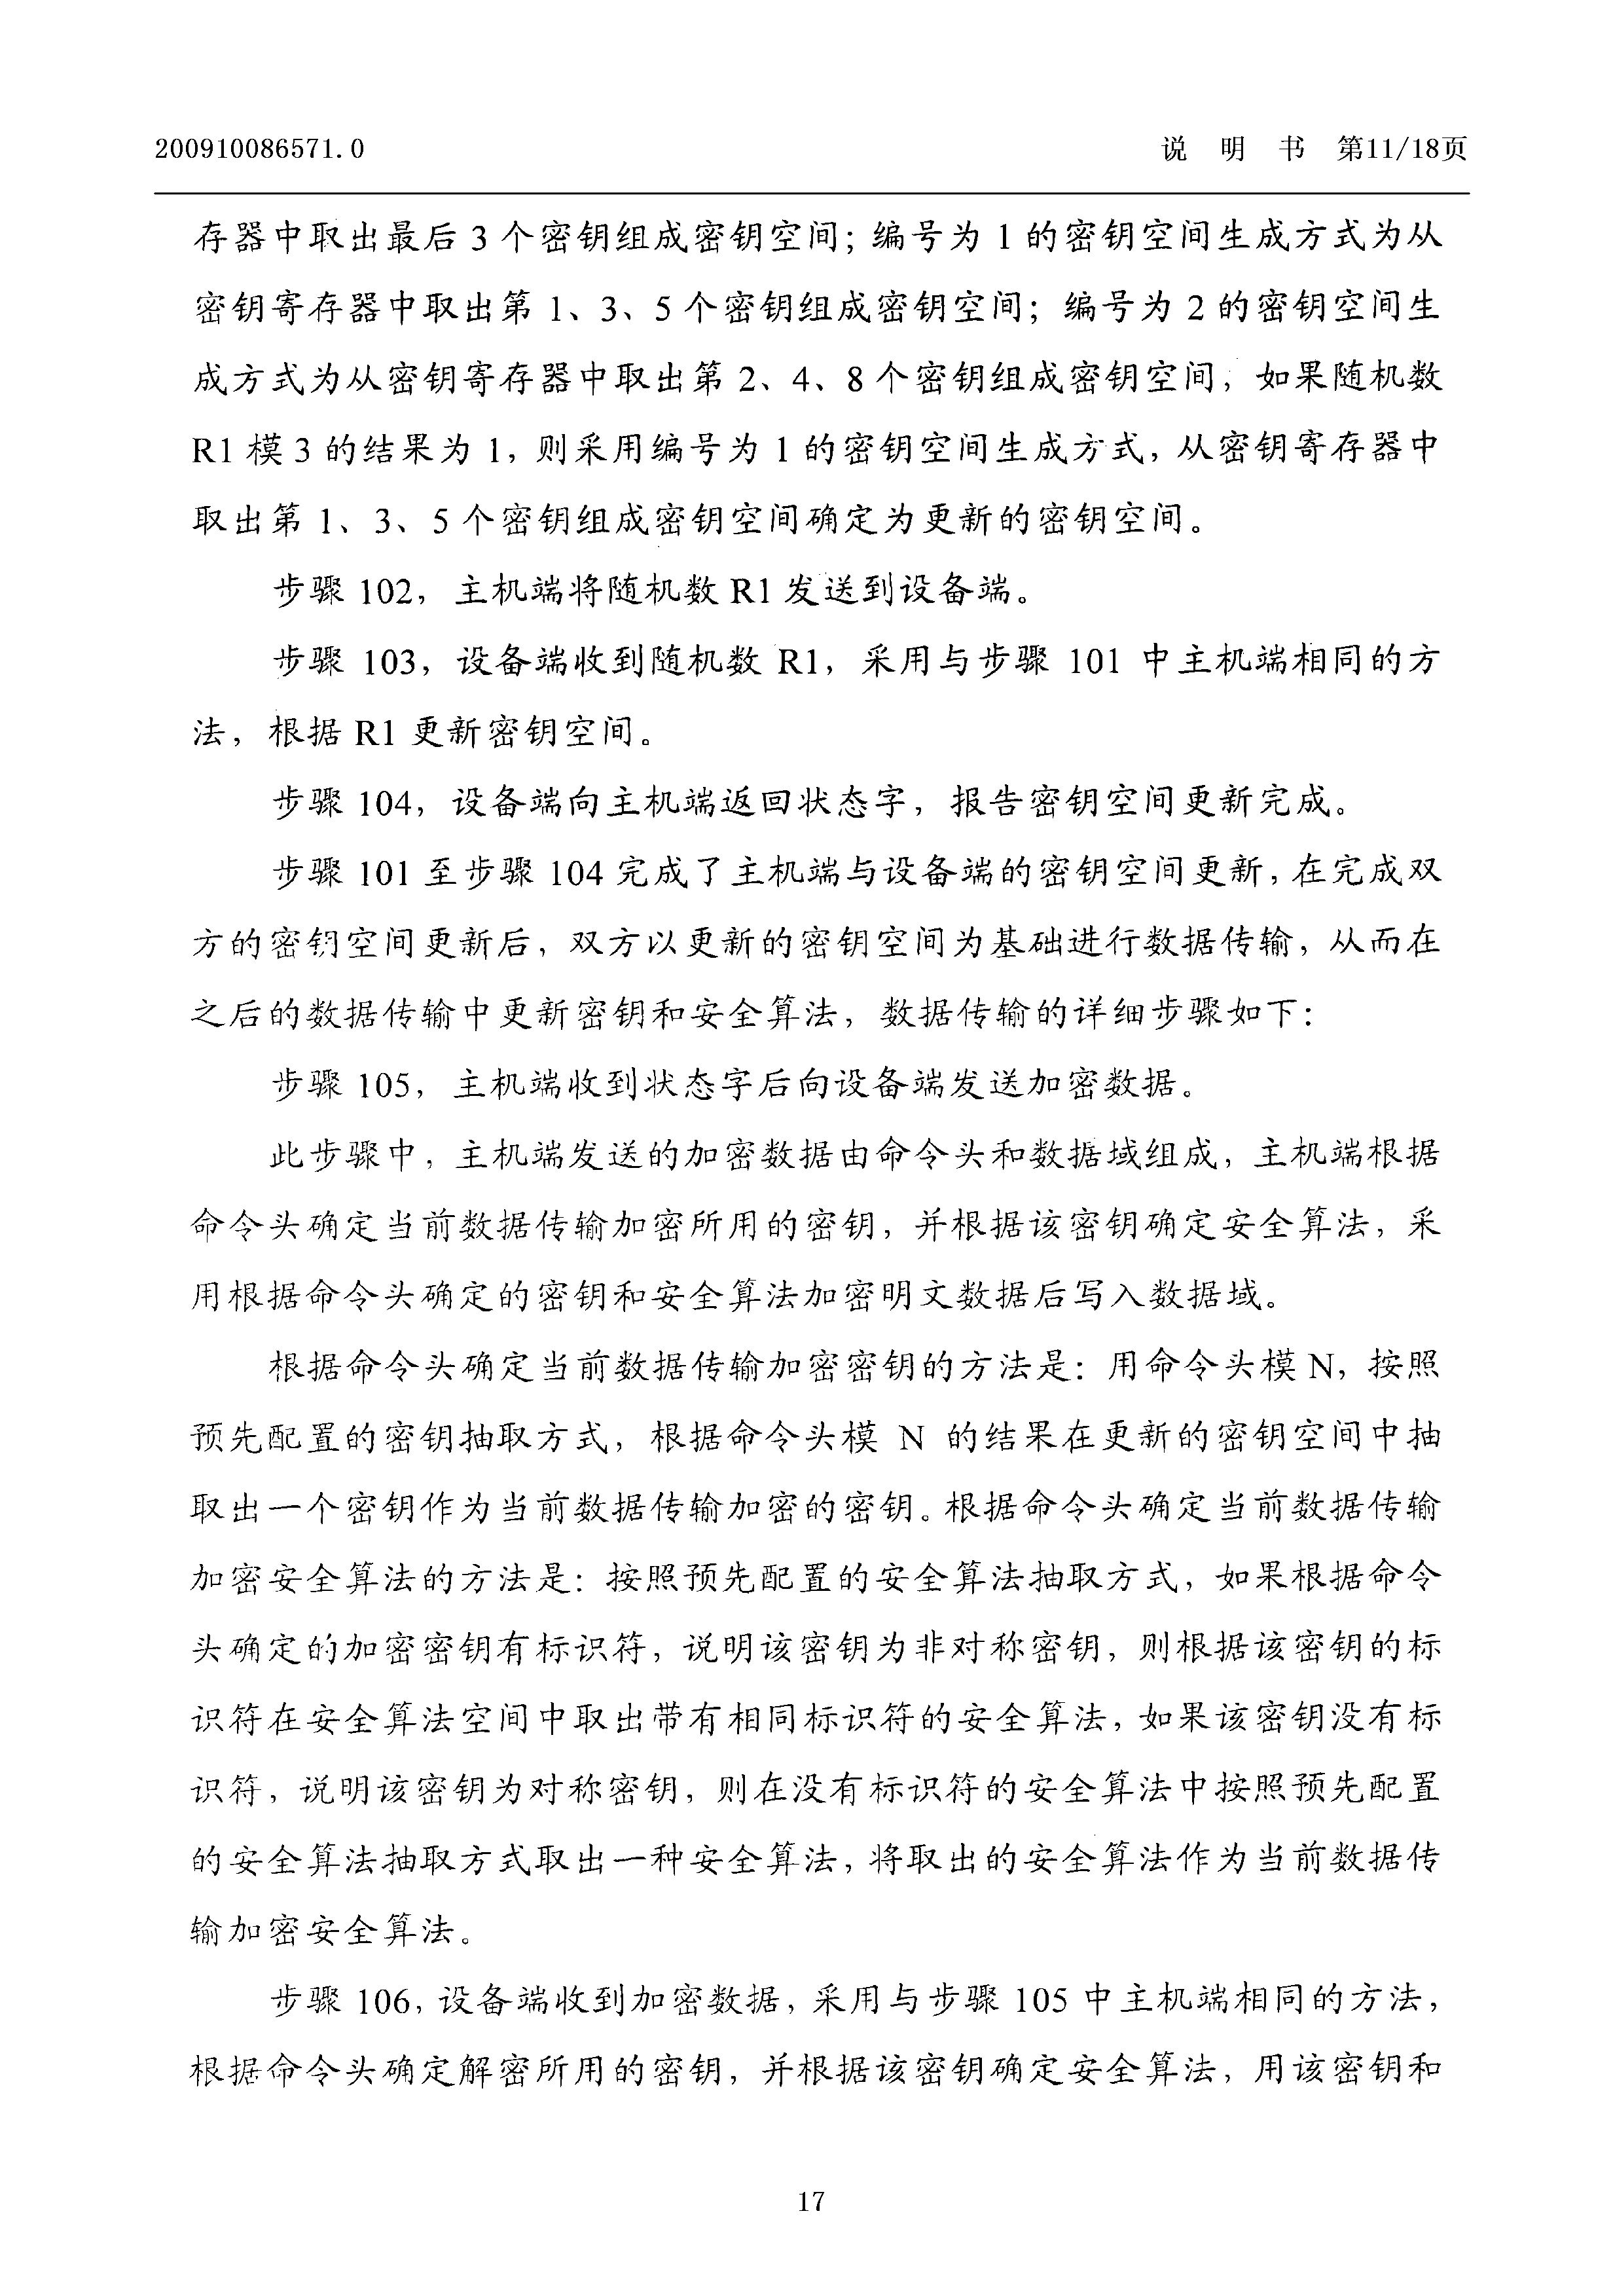 200910086571.0
说 明 书 第11/18页
存器中取出最后 3 个密钥组成密钥空间；编号为 1 的密钥空间生成方式为从
密钥寄存器中取出第 1、3、5 个密钥组成密钥空间；编号为 2 的密钥空间生
成方式为从密钥寄存器中取出第 2、4、8 个密钥组成密钥空间，如果随机数
R1 模 3 的结果为 1，则采用编号为 1 的密钥空间生成方式，从密钥寄存器中
取出第 1、3、5 个密钥组成密钥空间确定为更新的密钥空间。
步骤 102，主机端将随机数 R1 发送到设备端。
步骤 103，设备端收到随机数 R1，采用与步骤 101 中主机端相同的方
法，根据 R1 更新密钥空间。
步骤 104，设备端向主机端返回状态字，报告密钥空间更新完成。
步骤 101 至步骤 104 完成了主机端与设备端的密钥空间更新，在完成双
方的密钥空间更新后，双方以更新的密钥空间为基础进行数据传输，从而在
之后的数据传输中更新密钥和安全算法，数据传输的详细步骤如下：
步骤 105，主机端收到状态字后向设备端发送加密数据。
此步骤中，主机端发送的加密数据由命令头和数据域组成，主机端根据
命令头确定当前数据传输加密所用的密钥，并根据该密钥确定安全算法，采
用根据命令头确定的密钥和安全算法加密明文数据后写入数据域。
根据命令头确定当前数据传输加密密钥的方法是：用命令头模 N，按照
预先配置的密钥抽取方式，根据命令头模 N 的结果在更新的密钥空间中抽
取出一个密钥作为当前数据传输加密的密钥。根据命令头确定当前数据传输
加密安全算法的方法是：按照预先配置的安全算法抽取方式，如果根据命令
头确定的加密密钥有标识符，说明该密钥为非对称密钥，则根据该密钥的标
识符在安全算法空间中取出带有相同标识符的安全算法，如果该密钥没有标
识符，说明该密钥为对称密钥，则在没有标识符的安全算法中按照预先配置
的安全算法抽取方式取出一种安全算法，将取出的安全算法作为当前数据传
输加密安全算法。
步骤 106，设备端收到加密数据，采用与步骤 105 中主机端相同的方法，
根据命令头确定解密所用的密钥，并根据该密钥确定安全算法，用该密钥和
17